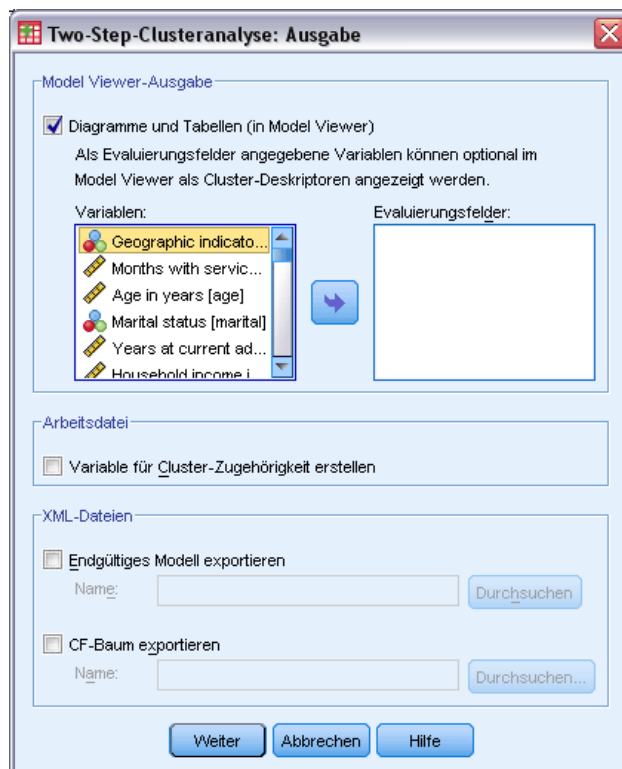 Two-Step-Clusteranalyse: Ausgabe
Model Viewer-Ausgabe
Diagramme und Tabellen (in Model Viewer)
Als Evaluierungsfelder angegebene Variablen können optional im
Model Viewer als Cluster-Deskriptoren angezeigt werden.
Variablen:
Evaluierungsfelder:
Geographic indicato...
Months with servic...
Age in years [age]
Marital status [marital]
Years at current ad...
Household income i...
Arbeitsdatei
Variable für Cluster-Zugehörigkeit erstellen
XML-Dateien
Endgültiges Modell exportieren
Name:
Durchsuchen
CF-Baum exportieren
Name:
Durchsuchen...
Weiter
Abbrechen
Hilfe